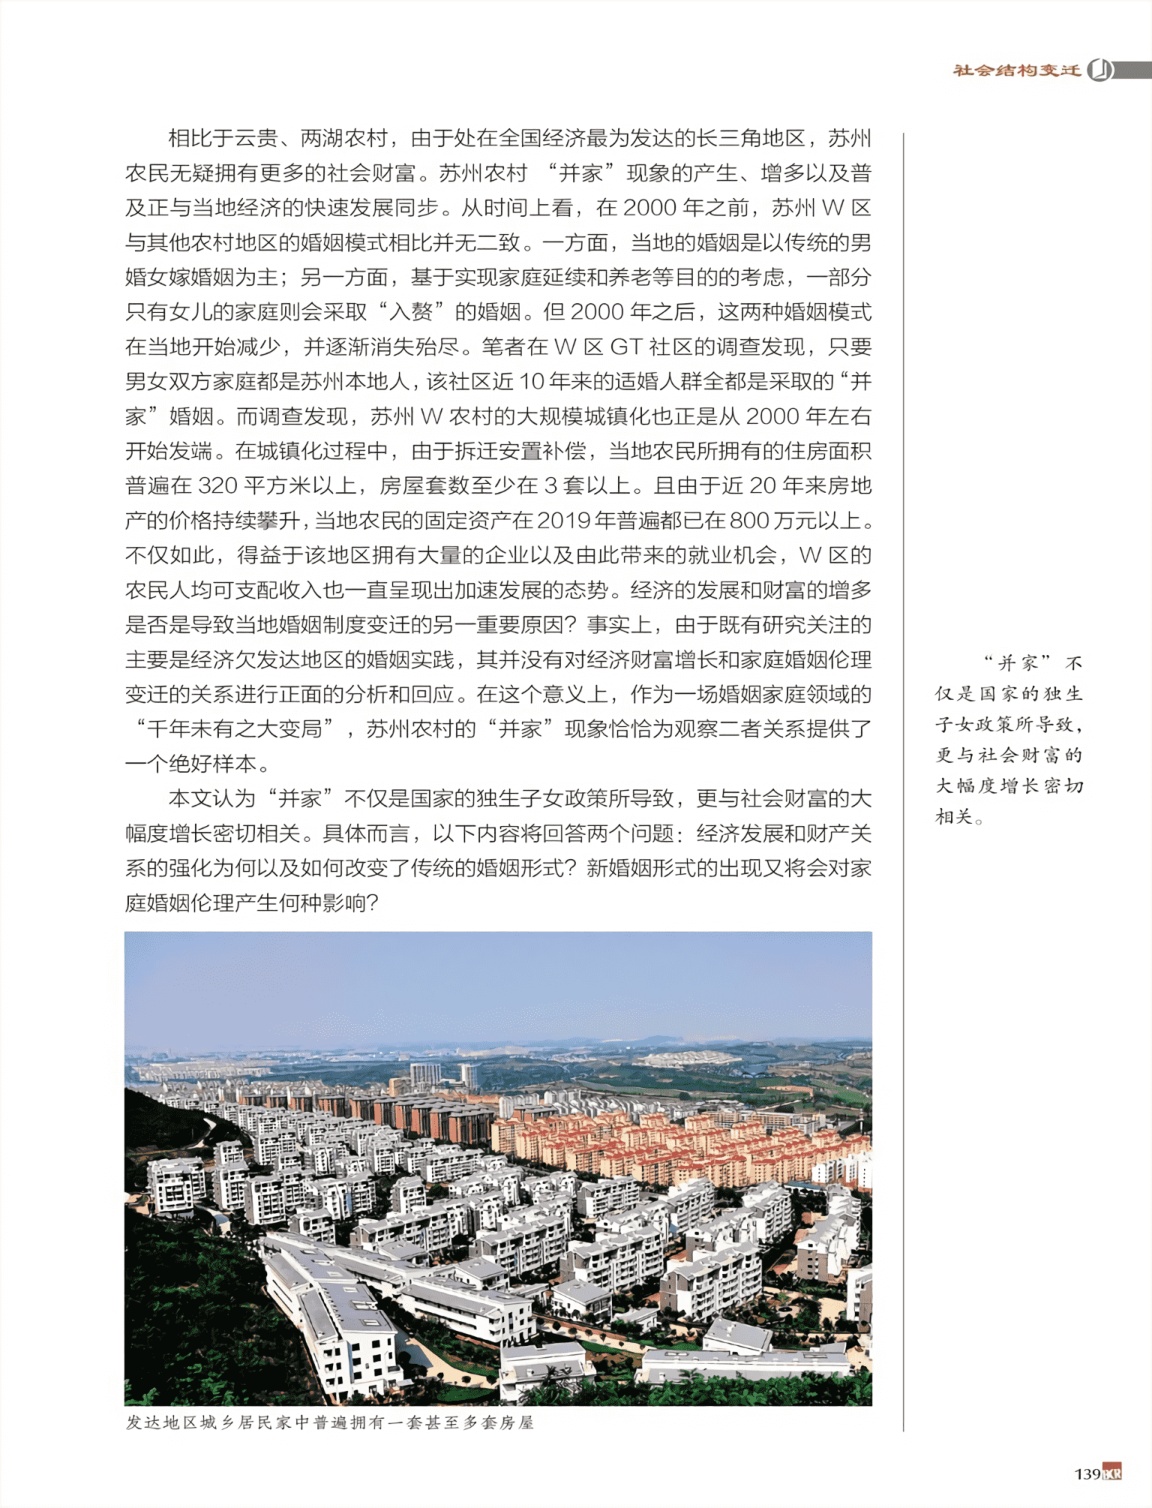 社会结构变迁
相比于云贵、两湖农村，由于处在全国经济最为发达的长三角地区，苏州
农民无疑拥有更多的社会财富。苏州农村 “并家”现象的产生、增多以及普
及正与当地经济的快速发展同步。从时间上看，在 2000 年之前，苏州 W 区
与其他农村地区的婚姻模式相比并无二致。一方面，当地的婚姻是以传统的男
婚女嫁婚姻为主；另一方面，基于实现家庭延续和养老等目的的考虑，一部分
只有女儿的家庭则会采取“入赘”的婚姻。但 2000 年之后，这两种婚姻模式
在当地开始减少，并逐渐消失殆尽。笔者在 W 区 GT 社区的调查发现，只要
男女双方家庭都是苏州本地人，该社区近 10 年来的适婚人群全都是采取的“并
家”婚姻。而调查发现，苏州 W 农村的大规模城镇化也正是从 2000 年左右
开始发端。在城镇化过程中，由于拆迁安置补偿，当地农民所拥有的住房面积
普遍在 320 平方米以上，房屋套数至少在 3 套以上。且由于近 20 年来房地
产的价格持续攀升，当地农民的固定资产在 2019 年普遍都已在 800 万元以上。
不仅如此，得益于该地区拥有大量的企业以及由此带来的就业机会，W 区的
农民人均可支配收入也一直呈现出加速发展的态势。经济的发展和财富的增多
是否是导致当地婚姻制度变迁的另一重要原因？事实上，由于既有研究关注的
主要是经济欠发达地区的婚姻实践，其并没有对经济财富增长和家庭婚姻伦理
变迁的关系进行正面的分析和回应。在这个意义上，作为一场婚姻家庭领域的
“千年未有之大变局”，苏州农村的“并家”现象恰恰为观察二者关系提供了
一个绝好样本。
本文认为“并家”不仅是国家的独生子女政策所导致，更与社会财富的大
幅度增长密切相关。具体而言，以下内容将回答两个问题：经济发展和财产关
系的强化为何以及如何改变了传统的婚姻形式？新婚姻形式的出现又将会对家
庭婚姻伦理产生何种影响？
“并家”不
仅是国家的独生
子女政策所导致，
更与社会财富的
大幅度增长密切
相关。
发达地区城乡居民家中普遍拥有一套甚至多套房屋
139